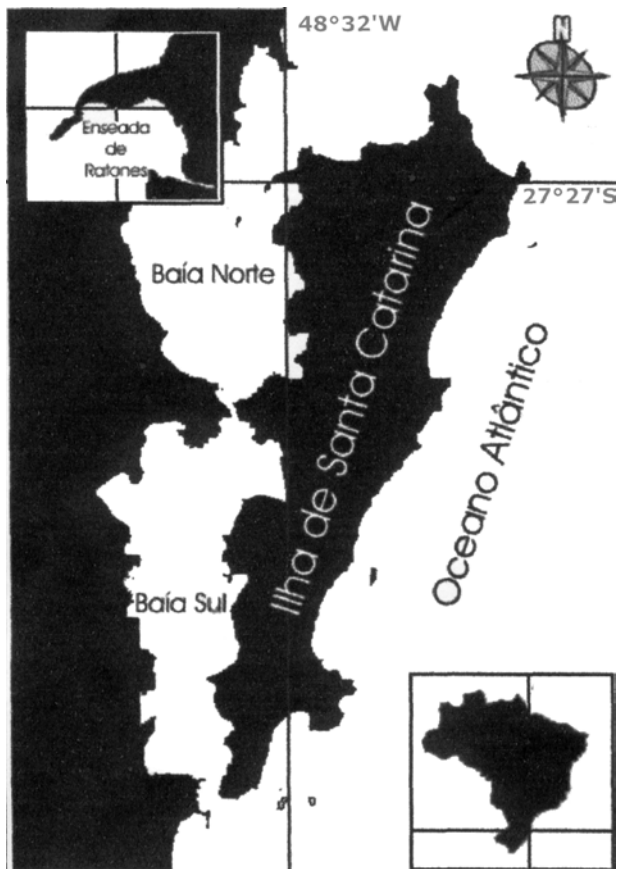 48°32'W
N
Enseada
de
Ratones
27°27'S
Baía Norte
Ilha de Santa Catarina
Oceano Atlântico
Baía Sul